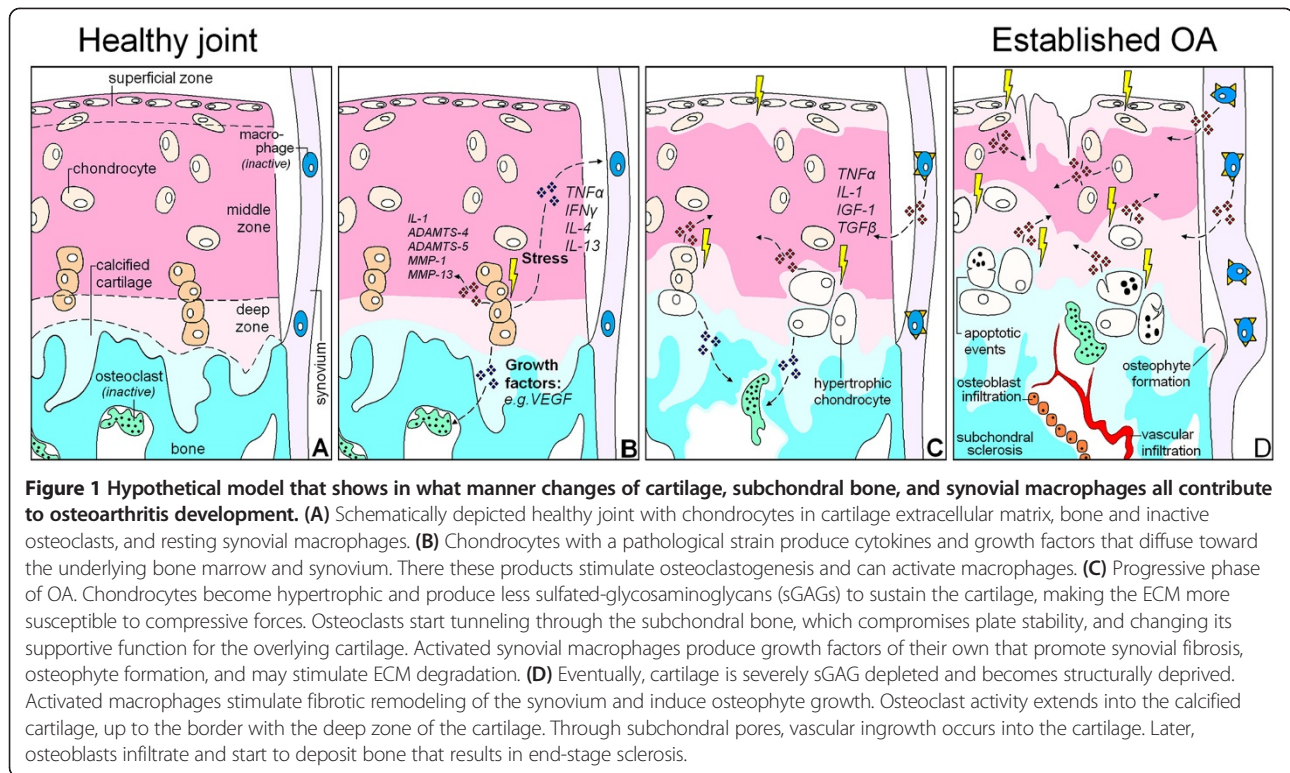 Healthy joint
Established OA
superficial zone
macro-
phage
(inactive)
chondrocyte
middle
zone
calcified
cartilage
deep
zone
osteoclast
(inactive)
bone
synovium
A
IL-1
ADAMTS-4
ADAMTS-5
MMP-1
MMP-13
Stress
TNFα
IFNγ
IL-4
IL-13
Growth
factors:
e.g.VEGF
B
TNFα
IL-1
IGF-1
TGFβ
hypertrophic
chondrocyte
C
apoptotic
events
osteoblast
infiltration
subchondral
sclerosis
osteophyte
formation
vascular
infiltration
D
Figure 1 Hypothetical model that shows in what manner changes of cartilage, subchondral bone, and synovial macrophages all contribute
to osteoarthritis development. (A) Schematically depicted healthy joint with chondrocytes in cartilage extracellular matrix, bone and inactive
osteoclasts, and resting synovial macrophages. (B) Chondrocytes with a pathological strain produce cytokines and growth factors that diffuse toward
the underlying bone marrow and synovium. There these products stimulate osteoclastogenesis and can activate macrophages. (C) Progressive phase
of OA. Chondrocytes become hypertrophic and produce less sulfated-glycosaminoglycans (sGAGs) to sustain the cartilage, making the ECM more
susceptible to compressive forces. Osteoclasts start tunneling through the subchondral bone, which compromises plate stability, and changing its
supportive function for the overlying cartilage. Activated synovial macrophages produce growth factors of their own that promote synovial fibrosis,
osteophyte formation, and may stimulate ECM degradation. (D) Eventually, cartilage is severely sGAG depleted and becomes structurally deprived.
Activated macrophages stimulate fibrotic remodeling of the synovium and induce osteophyte growth. Osteoclast activity extends into the calcified
cartilage, up to the border with the deep zone of the cartilage. Through subchondral pores, vascular ingrowth occurs into the cartilage. Later,
osteoblasts infiltrate and start to deposit bone that results in end-stage sclerosis.